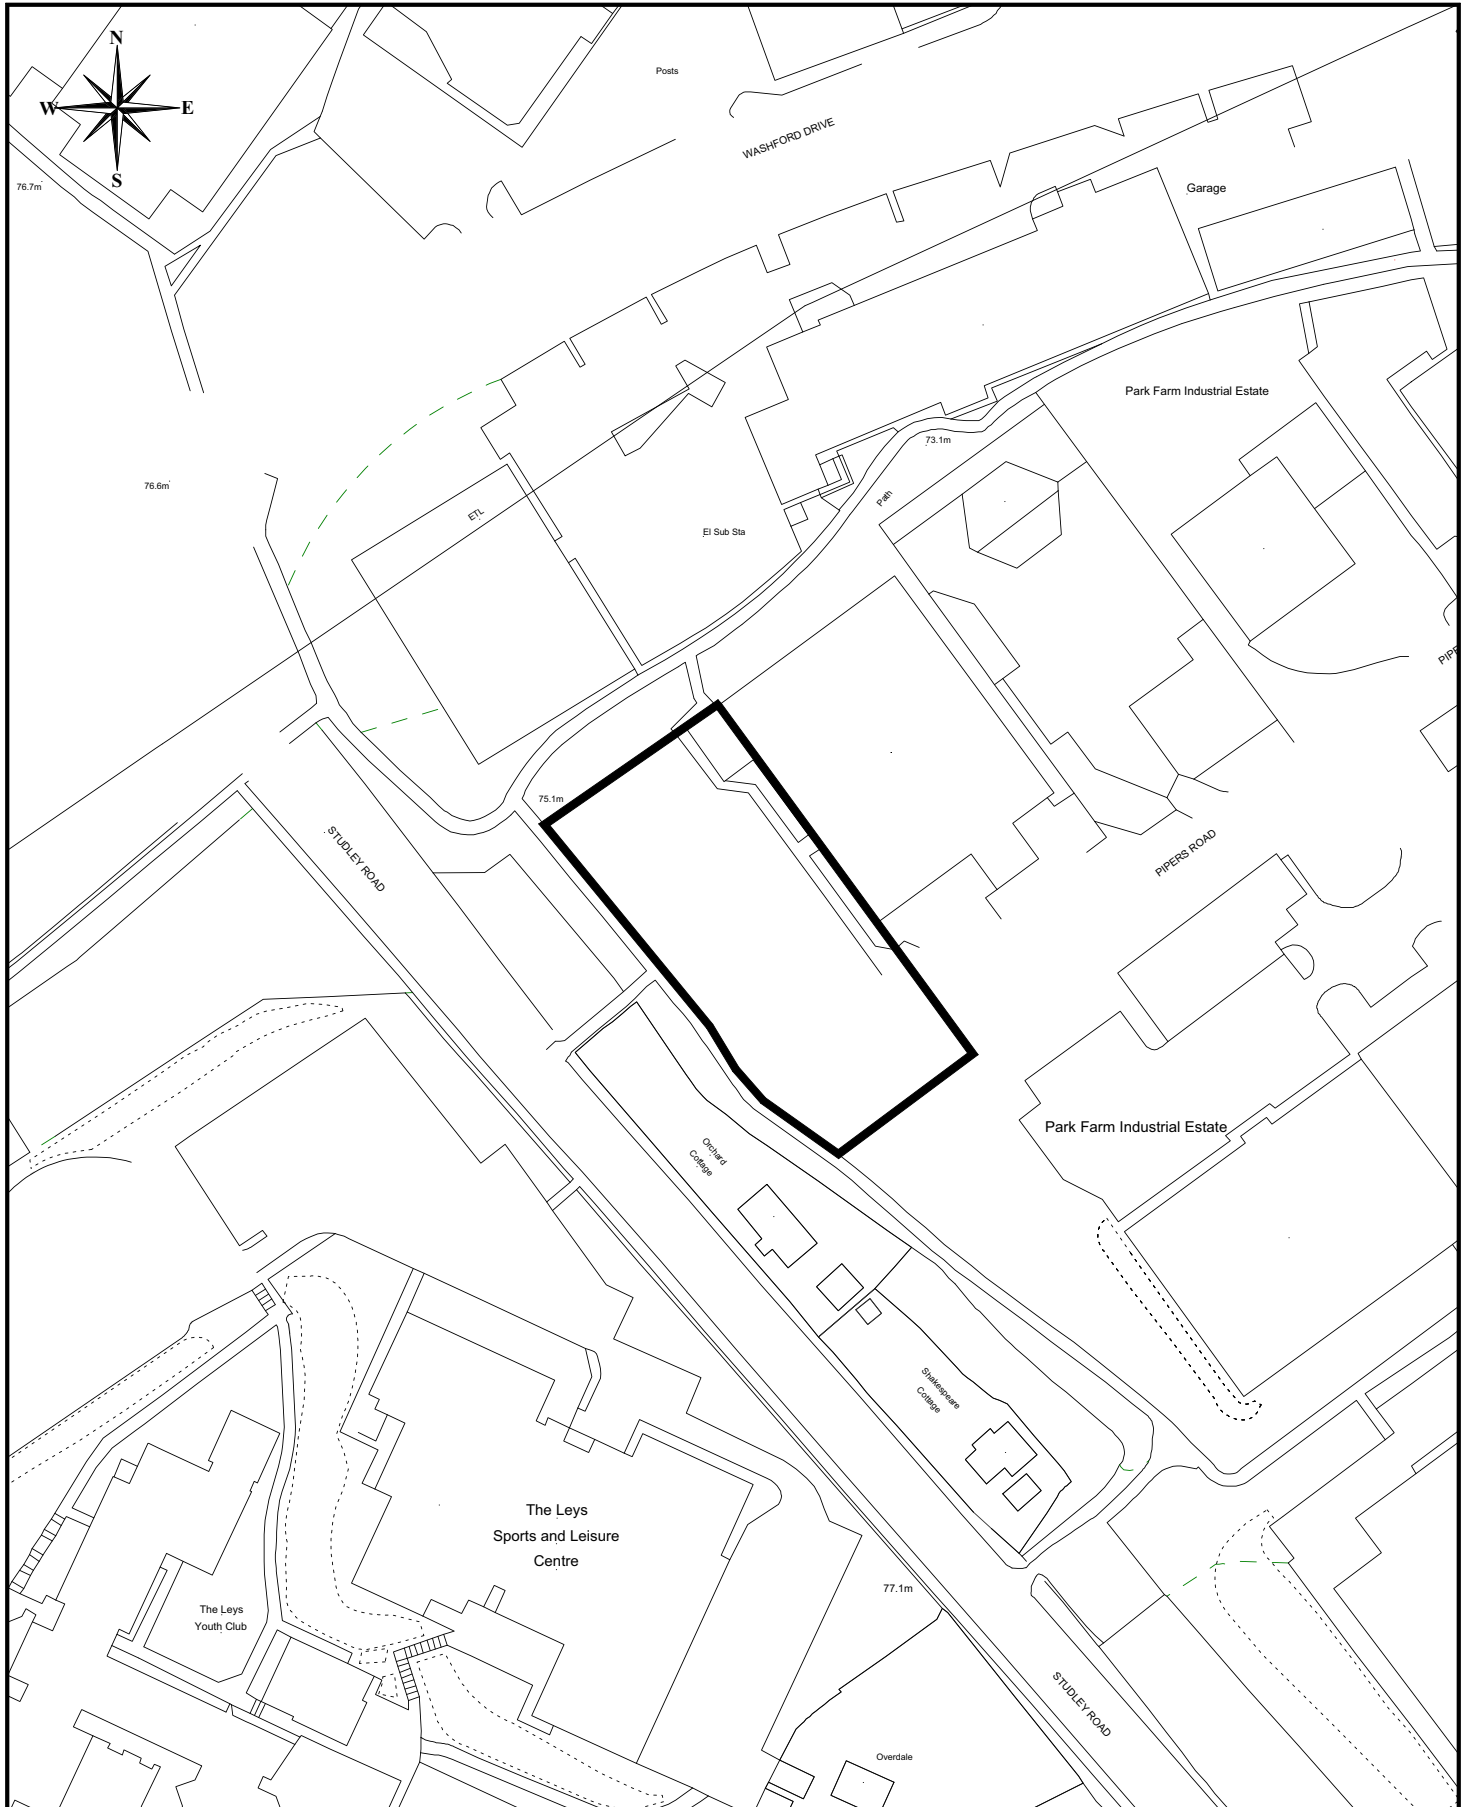 N
Posts
W
E
WASHFORD DRIVE
S
76.7m
Garage
Park Farm Industrial Estate
73.1m
76.6m
Path
ETL
El Sub Sta
75.1m
STUDLEY ROAD
PIPERS ROAD
Park Farm Industrial Estate
Orchard
Cottage
Shakespeare
Cottage
The Leys
Sports and Leisure
Centre
77.1m
The Leys
Youth Club
STUDLEY ROAD
Overdale